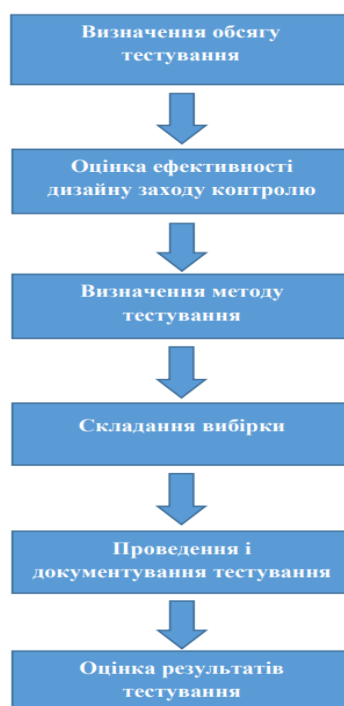 Визначення обсягу
тестування
Оцінка ефективності
дизайну заходу контролю
Визначення методу
тестування
Складання вибірки
Проведення і
документування тестування
Оцінка результатів
тестування